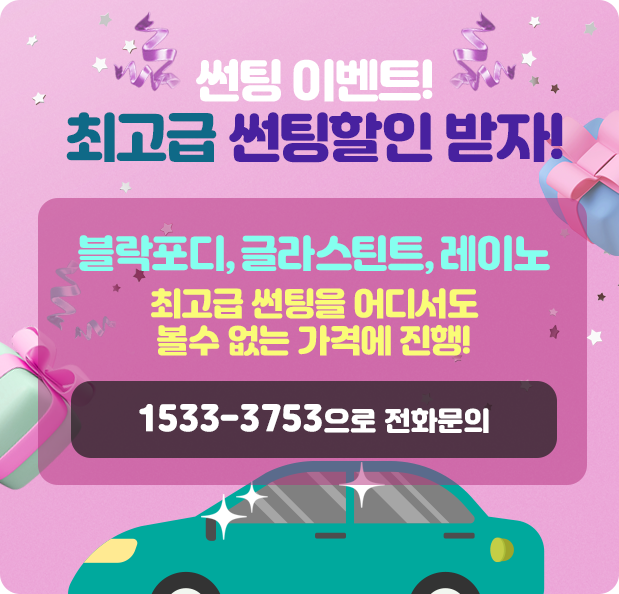 썬팅 이벤트!
최고급 썬팅할인 받자!
블락포디, 글라스틴트, 레이노
최고급 썬팅을 어디서도
볼수 없는 가격에 진행!
1533-3753으로 전화문의